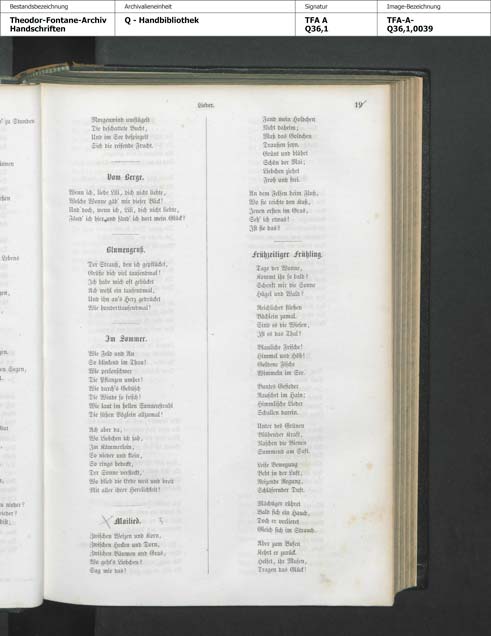 Bestandsbezeichnung
Archivalieneinheit
Signatur
Image-Bezeichnung
Theodor-Fontane-Archiv
Handschriften
Q - Handbibliothek
TFA A
Q36,1
TFA-A-
Q36,1,0039
zu Stunden
Lebens
Lieder.
19
Morgenwind umflügelt
Die beschattete Bucht,
Und im See bespiegelt
Sich die reifende Frucht.
Vom Berge.
Wenn ich, liebe Lili, dich nicht liebte,
Welche Wonne gäb' mir dieser Blick!
Und doch, wenn ich, Lili, dich nicht liebte,
Fänd' ich hier und fänd' ich dort mein Glück?
Blumengruß.
Der Strauß, den ich gepflücket,
Grüße dich viel tausendmal!
Ich habe mich oft gebücket
Ach wohl ein tausendmal,
Und ihn an's Herz gedrücket
Wie hunderttausendmal!
Im Sommer.
Wie Feld und Au
So blinkend im Thau!
Wie perlenschwer
Die Pflanzen umher!
Wie durch's Gebüsch
Die Winde so frisch!
Wie laut im hellen Sonnenstrahl
Die süßen Vöglein allzumal!
Ach aber da,
Wo Liebchen ich sah,
Im Kämmerlein,
So nieder und klein,
So rings bedeckt,
Der Sonne versteckt,
Wo blieb die Erde weit und breit
Mit aller ihrer Herrlichkeit!
Mailied.
Zwischen Weizen und Korn,
Zwischen Hecken und Dorn,
Zwischen Bäumen und Gras,
Wo geht's Liebchen?
Sag mir das!
Fand mein Holdchen
Nicht daheim;
Muß das Goldchen
Draußen sein.
Grünt und blühet
Schön der Mai;
Liebchen ziehet
Froh und frei.
An dem Felsen beim Fluß,
Wo sie reichte den Kuß,
Jenen ersten im Gras,
Seh' ich etwas!
Ist sie das?
Frühzeitiger Frühling.
Tage der Wonne,
Kommt ihr so bald?
Schenkt mir die Sonne
Hügel und Wald?
Reichlicher fließen
Bächlein zumal.
Sind es die Wiesen,
Ist es das Thal?
Blauliche Frische!
Himmel und Höh!
Goldene Fische
Wimmeln im See.
Buntes Gefieder
Rauschet im Hain;
Himmlische Lieder
Schallen darein.
Unter des Grünen
Blühender Kraft,
Naschen die Bienen
Summend am Saft.
Leise Bewegung
Bebt in der Luft,
Reizende Regung,
Schläfernder Duft.
Mächtiger rühret
Bald sich ein Hauch,
Doch er verlieret
Gleich sich im Strauch.
Aber zum Busen
Kehrt er zurück.
Helfet, ihr Musen,
Tragen das Glück!